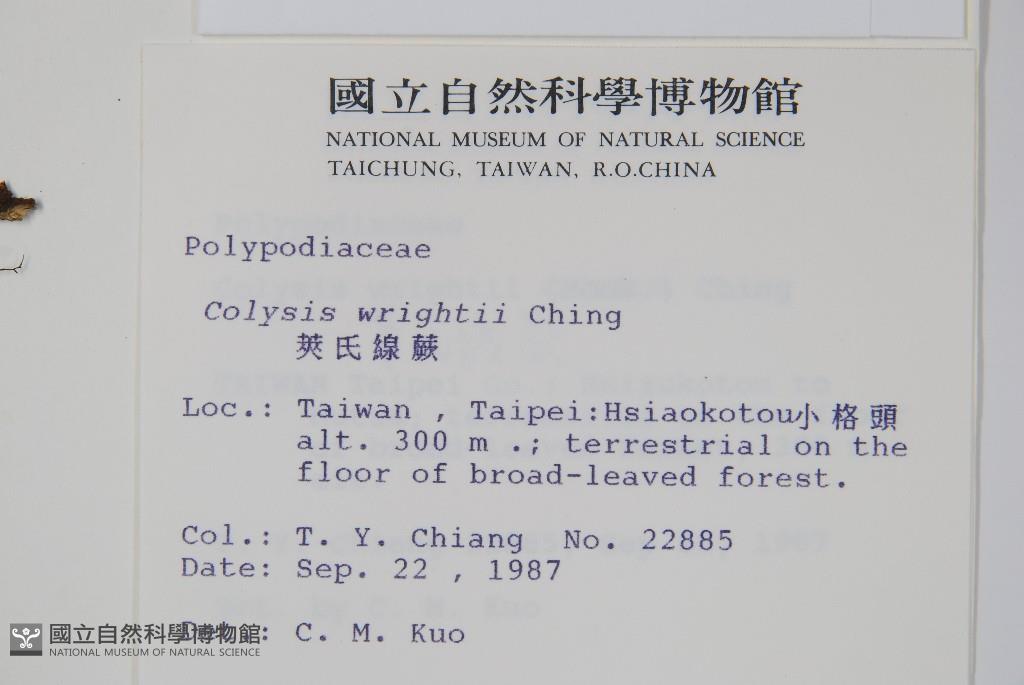 國立自然科學博物館
NATIONAL MUSEUM OF NATURAL SCIENCE
TAICHUNG, TAIWAN, R.O.CHINA
Polypodiaceae
Colysis wrightii Ching
萊氏線蕨
Loc.: Taiwan , Taipei:Hsiaokotou小格頭
alt. 300 m .; terrestrial on the
floor of broad-leaved forest.
Col.: T. Y. Chiang No. 22885
Date: Sep. 22 , 1987
Det.: C. M. Kuo
國立自然科學博物館
NATIONAL MUSEUM OF NATURAL SCIENCE